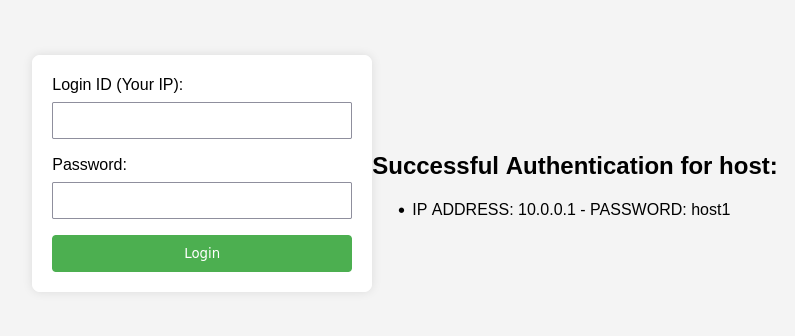 Login ID (Your IP):
Password:
Login
Successful Authentication for host:
• IP ADDRESS: 10.0.0.1 - PASSWORD: host1